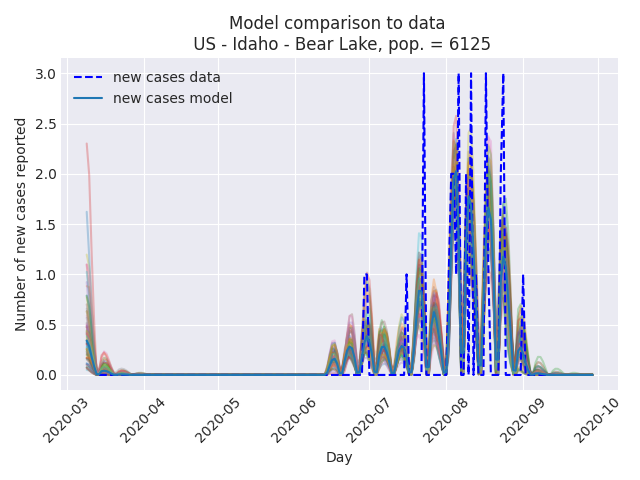 Model comparison to data
US - Idaho - Bear Lake, pop. = 6125
new cases data
new cases model
Number of new cases reported
3.0
2.5
2.0
1.5
1.0
0.5
0.0
2020-03
2020-04
2020-05
2020-06
2020-07
2020-08
2020-09
2020-10
Day